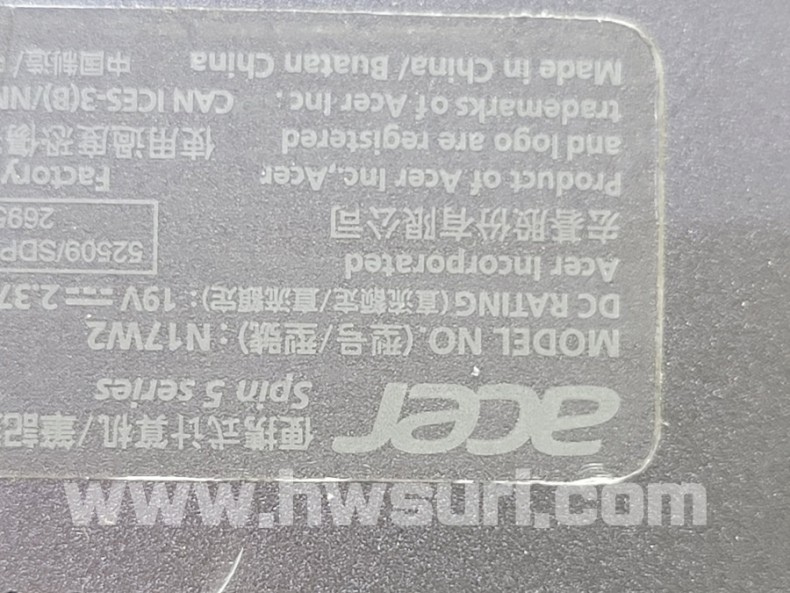 acer 便携式计算机/筆記
Spin 5 series
MODEL NO. (型号/型號) : N17W2
DC RATING (直流额定/直流額定) : 19V⎓2.37
Acer Incorporated 52509/SDP
宏碁股份有限公司 2695
Product of Acer Inc.,Acer Factory
and logo are registered 使用過度恐傷
trademarks of Acer Inc. CAN ICES-3(B)/N
Made in China/ Buatan China 中国制造/
www.hwsuri.com